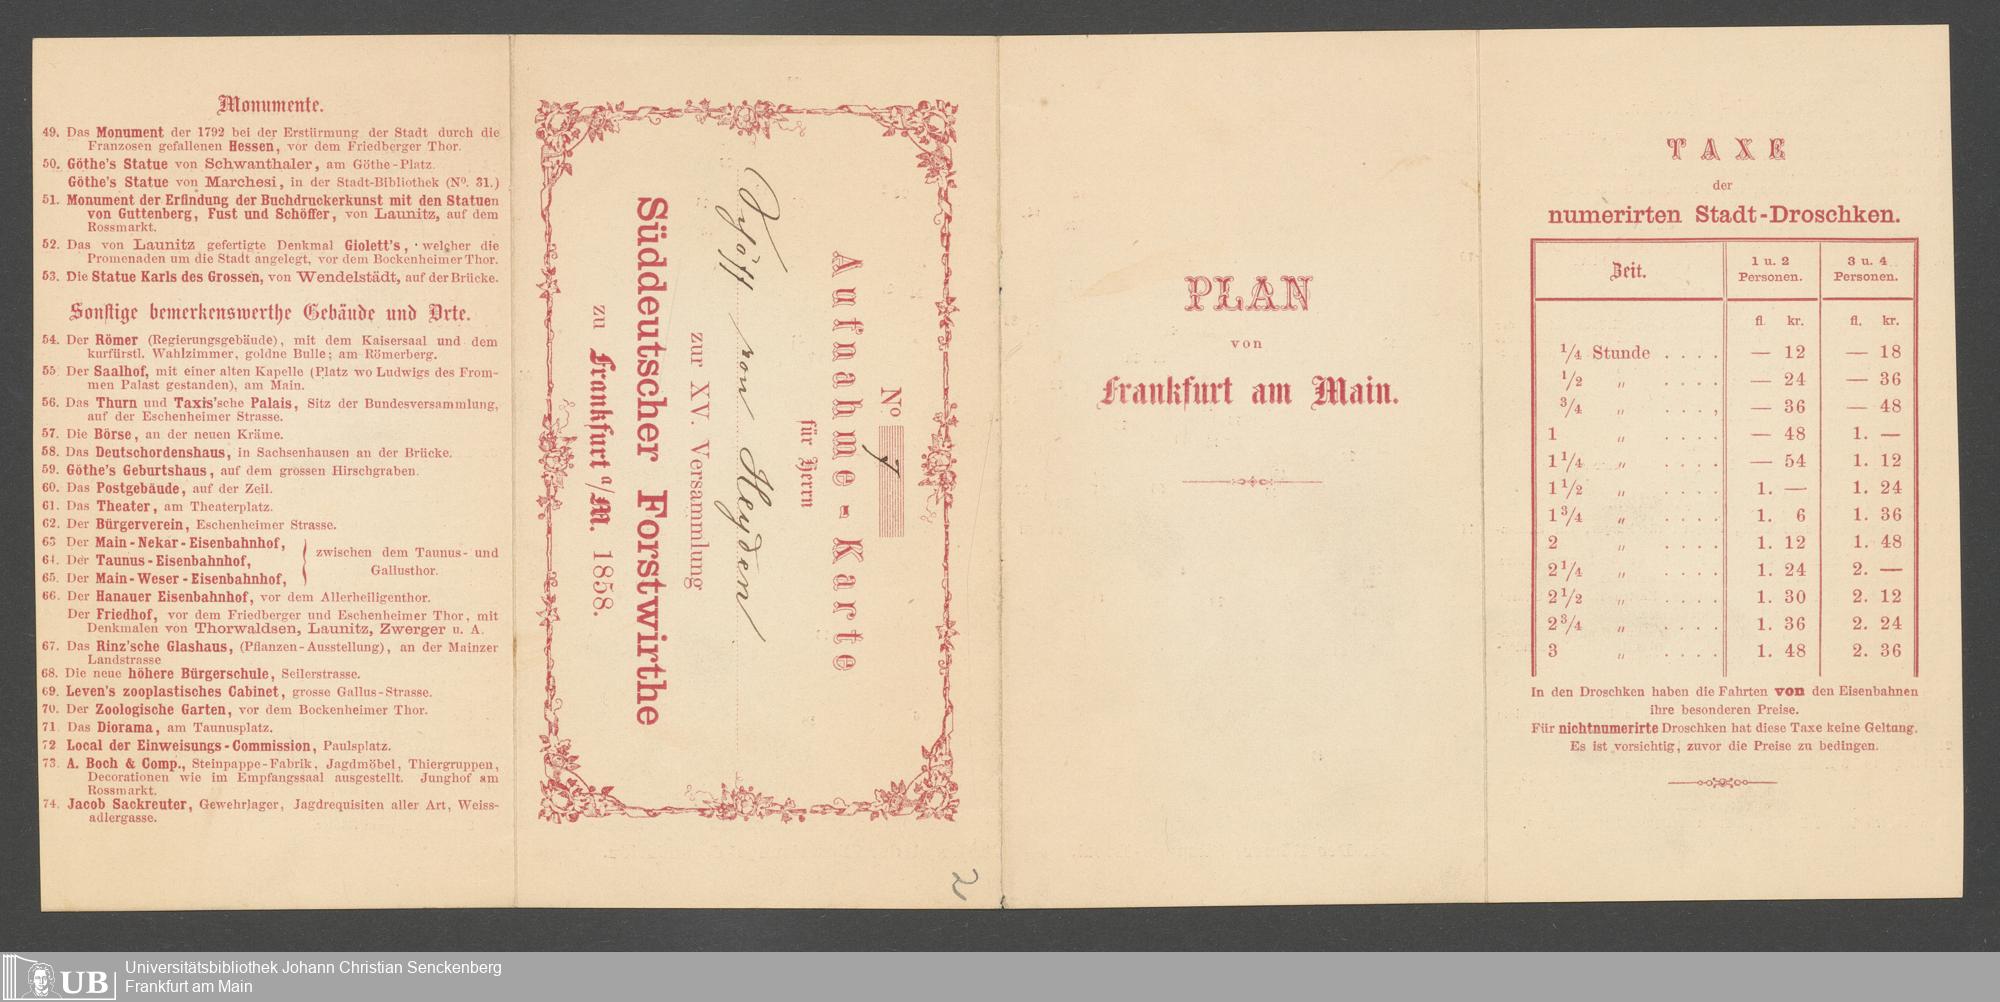 Monumente.
49. Das Monument der 1792 bei der Erstürmung der Stadt durch die
Franzosen gefallenen Hessen, vor dem Friedberger Thor.
50. Göthe's Statue von Schwanthaler, am Göthe-Platz.
Göthe's Statue von Marchesi, in der Stadt-Bibliothek (Nº. 31.)
51. Monument der Erfindung der Buchdruckerkunst mit den Statuen
von Guttenberg, Fust und Schöffer, von Launitz, auf dem
Rossmarkt.
52. Das von Launitz gefertigte Denkmal Giolett's, welcher die
Promenaden um die Stadt angelegt, vor dem Bockenheimer Thor.
53. Die Statue Karls des Grossen, von Wendelstädt, auf der Brücke.
Sonstige bemerkenswerthe Gebäude und Orte.
54. Der Römer (Regierungsgebäude), mit dem Kaisersaal und dem
kurfürstl. Wahlzimmer, goldne Bulle; am Römerberg.
55. Der Saalhof, mit einer alten Kapelle (Platz wo Ludwigs des From-
men Palast gestanden), am Main.
56. Das Thurn und Taxis'sche Palais, Sitz der Bundesversammlung,
auf der Eschenheimer Strasse.
57. Die Börse, an der neuen Kräme.
58. Das Deutschordenshaus, in Sachsenhausen an der Brücke.
59. Göthe's Geburtshaus, auf dem grossen Hirschgraben.
60. Das Postgebäude, auf der Zeil.
61. Das Theater, am Theaterplatz.
62. Der Bürgerverein, Eschenheimer Strasse.
63. Der Main-Nekar-Eisenbahnhof,
64. Der Taunus-Eisenbahnhof,
65. Der Main-Weser-Eisenbahnhof,
zwischen dem Taunus- und
Gallusthor.
66. Der Hanauer Eisenbahnhof, vor dem Allerheiligenthor.
Der Friedhof, vor dem Friedberger und Eschenheimer Thor, mit
Denkmalen von Thorwaldsen, Launitz, Zwerger u. A.
67. Das Rinz'sche Glashaus, (Pflanzen-Ausstellung), an der Mainzer
Landstrasse
68. Die neue höhere Bürgerschule, Seilerstrasse.
69. Leven's zooplastisches Cabinet, grosse Gallus-Strasse.
70. Der Zoologische Garten, vor dem Bockenheimer Thor.
71. Das Diorama, am Taunusplatz.
72 Local der Einweisungs-Commission, Paulsplatz.
73. A. Boch & Comp., Steinpappe-Fabrik, Jagdmöbel, Thiergruppen,
Decorationen wie im Empfangssaal ausgestellt. Junghof am
Rossmarkt.
74. Jacob Sackreuter, Gewehrlager, Jagdrequisiten aller Art, Weiss-
adlergasse.
Nº 7
Aufnahme-Karte
für Herrn
von Heyden
zur XV. Versammlung
Süddeutscher Forstwirthe
zu Frankfurt a/M. 1858.
2
PLAN
von
Frankfurt am Main.
TAXE
der
numerirten Stadt-Droschken.
Zeit. 1 u. 2 Personen. 3 u. 4 Personen.
fl. kr. fl. kr.
1/4 Stunde . . . . — 12 — 18
1/2 " . . . . — 24 — 36
3/4 " . . . , — 36 — 48
1 " . . . . — 48 1. —
1 1/4 " . . . . — 54 1. 12
1 1/2 " . . . . 1. — 1. 24
1 3/4 " . . . . 1. 6 1. 36
2 " . . . . 1. 12 1. 48
2 1/4 " . . . . 1. 24 2. —
2 1/2 " . . . . 1. 30 2. 12
2 3/4 " . . . . 1. 36 2. 24
3 " . . . . 1. 48 2. 36
In den Droschken haben die Fahrten von den Eisenbahnen
ihre besonderen Preise.
Für nichtnumerirte Droschken hat diese Taxe keine Geltung.
Es ist vorsichtig, zuvor die Preise zu bedingen.
UB
Universitätsbibliothek Johann Christian Senckenberg
Frankfurt am Main